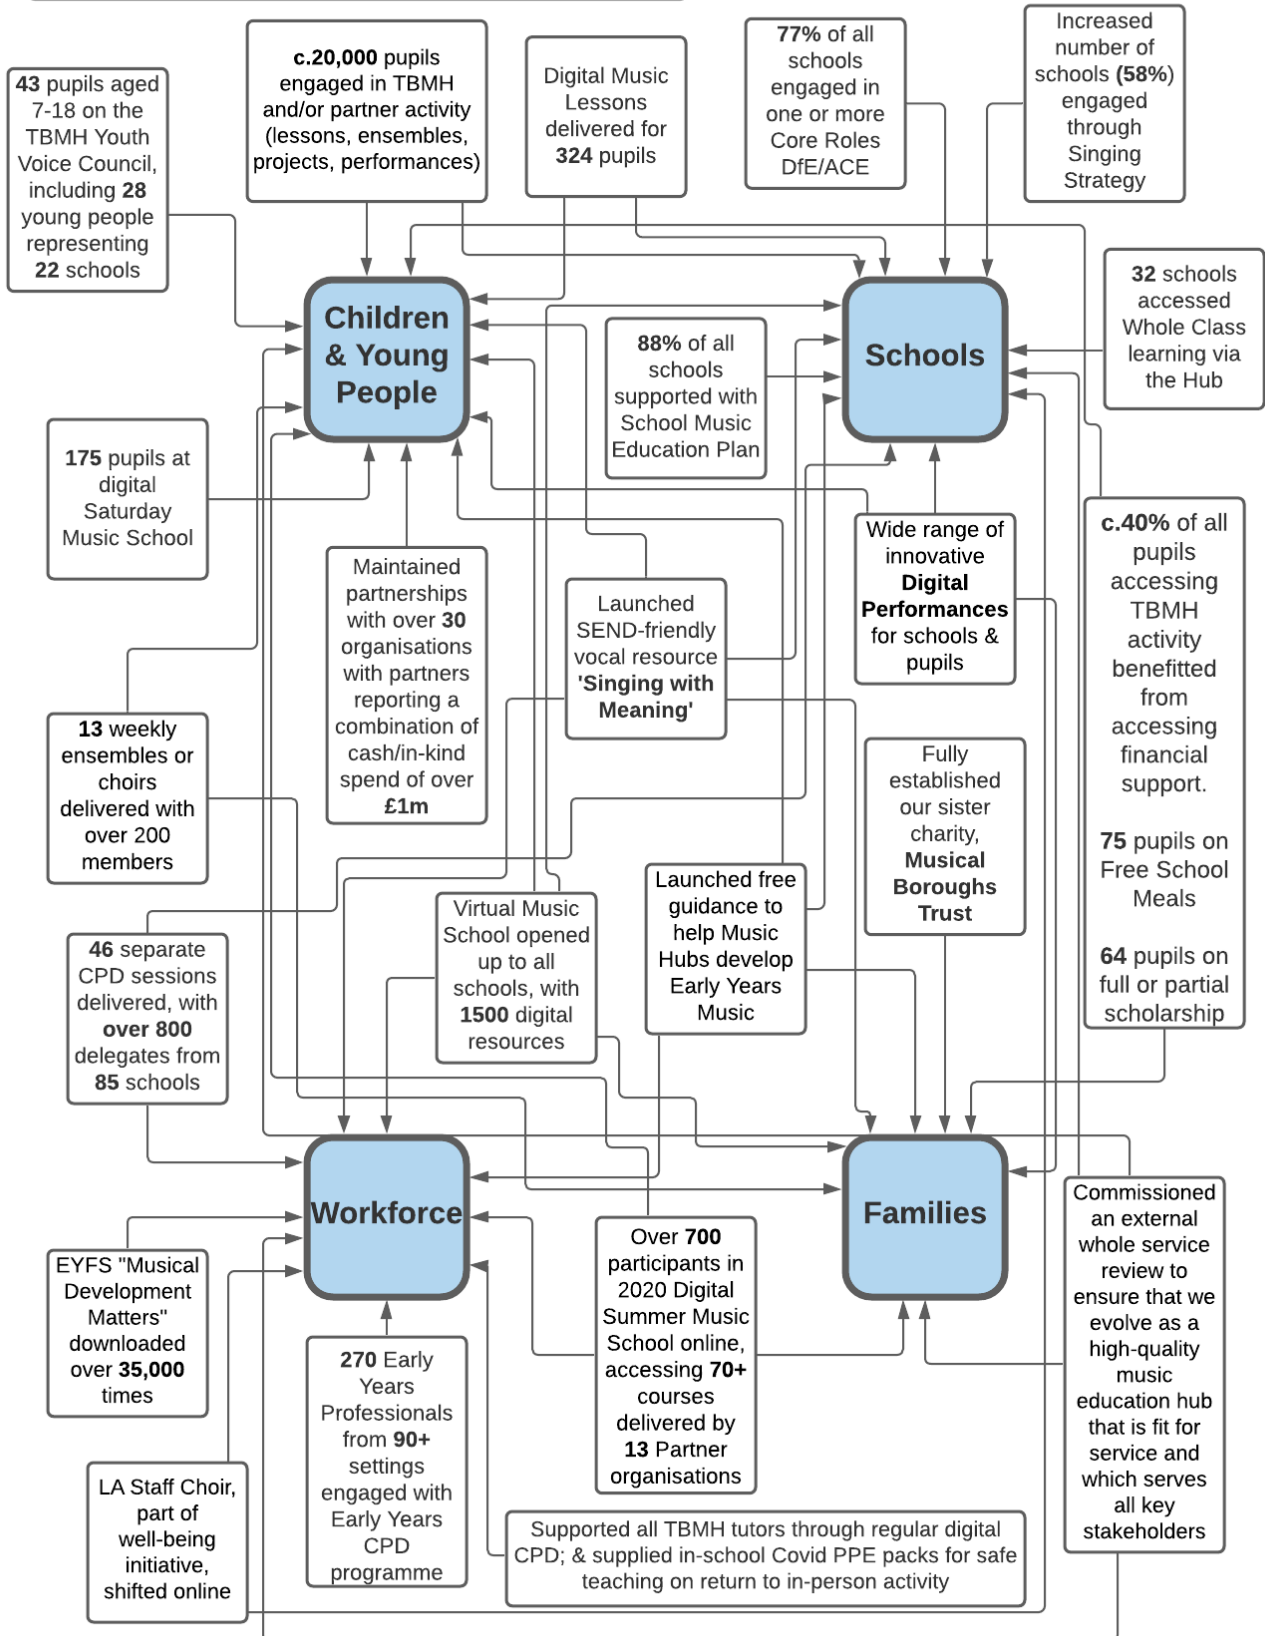 43 pupils aged
7-18 on the
TBMH Youth
Voice Council,
including 28
young people
representing
22 schools
c.20,000 pupils
engaged in TBMH
and/or partner activity
(lessons, ensembles,
projects, performances)
Digital Music
Lessons
delivered for
324 pupils
77% of all
schools
engaged in
one or more
Core Roles
DfE/ACE
Increased
number of
schools (58%)
engaged
through
Singing
Strategy
Children
& Young
People
Schools
88% of all
schools
supported with
School Music
Education Plan
32 schools
accessed
Whole Class
learning via
the Hub
175 pupils at
digital
Saturday
Music School
Maintained
partnerships
with over 30
organisations
with partners
reporting a
combination of
cash/in-kind
spend of over
£1m
Launched
SEND-friendly
vocal resource
'Singing with
Meaning'
Wide range of
innovative
Digital
Performances
for schools &
pupils
c.40% of all
pupils
accessing
TBMH
activity
benefitted
from
accessing
financial
support.
75 pupils on
Free School
Meals
64 pupils on
full or partial
scholarship
13 weekly
ensembles or
choirs
delivered with
over 200
members
Fully
established
our sister
charity,
Musical
Boroughs
Trust
46 separate
CPD sessions
delivered, with
over 800
delegates from
85 schools
Virtual Music
School opened
up to all
schools, with
1500 digital
resources
Launched free
guidance to
help Music
Hubs develop
Early Years
Music
Workforce
Families
EYFS "Musical
Development
Matters"
downloaded
over 35,000
times
Over 700
participants in
2020 Digital
Summer Music
School online,
accessing 70+
courses
delivered by
13 Partner
organisations
Commissioned
an external
whole service
review to
ensure that we
evolve as a
high-quality
music
education hub
that is fit for
service and
which serves
all key
stakeholders
270 Early
Years
Professionals
from 90+
settings
engaged with
Early Years
CPD
programme
LA Staff Choir,
part of
well-being
initiative,
shifted online
Supported all TBMH tutors through regular digital
CPD; & supplied in-school Covid PPE packs for safe
teaching on return to in-person activity